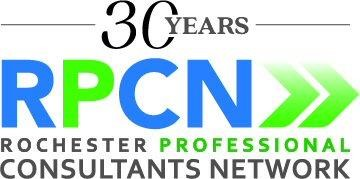 30 YEARS
RPCN
ROCHESTER PROFESSIONAL
CONSULTANTS NETWORK